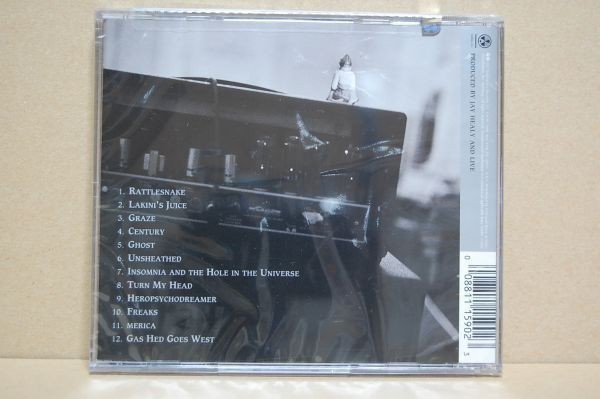 1. Rattlesnake
2. Lakini's Juice
3. Graze
4. Century
5. Ghost
6. Unsheathed
7. Insomnia and the Hole in the Universe
8. Turn My Head
9. Heropsychodreamer
10. Freaks
11. merica
12. Gas Hed Goes West
PRODUCED BY JAY HEALY AND LIVE
0 08811 15902 3